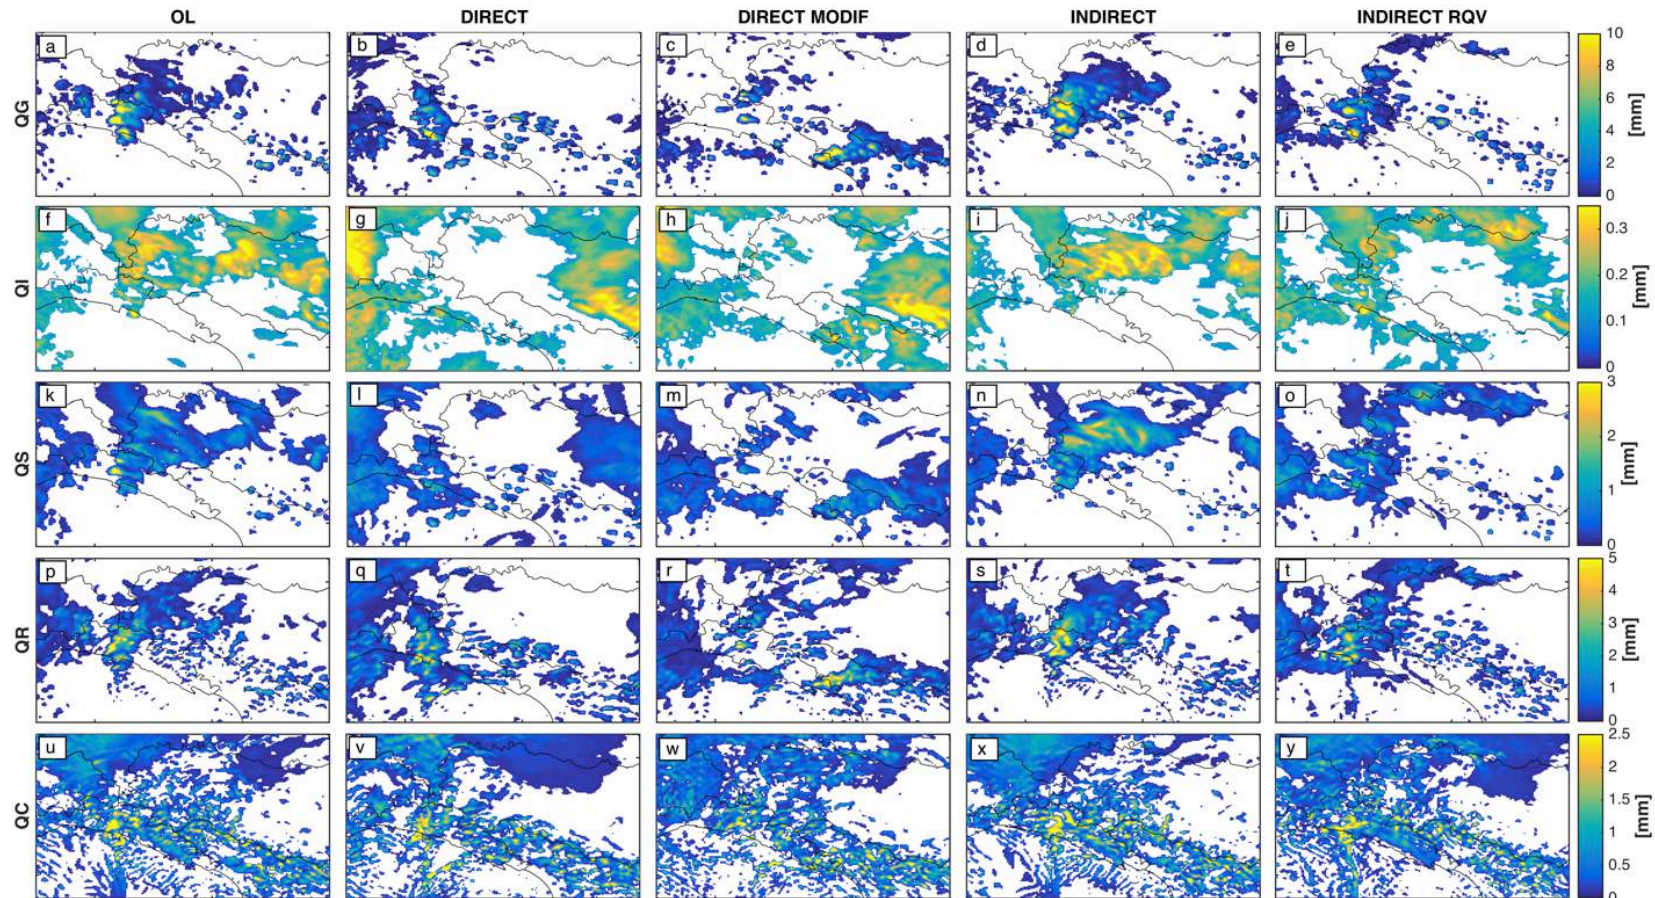 OL DIRECT DIRECT MODIF INDIRECT INDIRECT RQV
QG a b c d e 10 8 6 4 2 0 [mm]
QI f g h i j 0.3 0.2 0.1 0 [mm]
QS k l m n o 3 2 1 0 [mm]
QR p q r s t 5 4 3 2 1 0 [mm]
QC u v w x y 2.5 2 1.5 1 0.5 0 [mm]